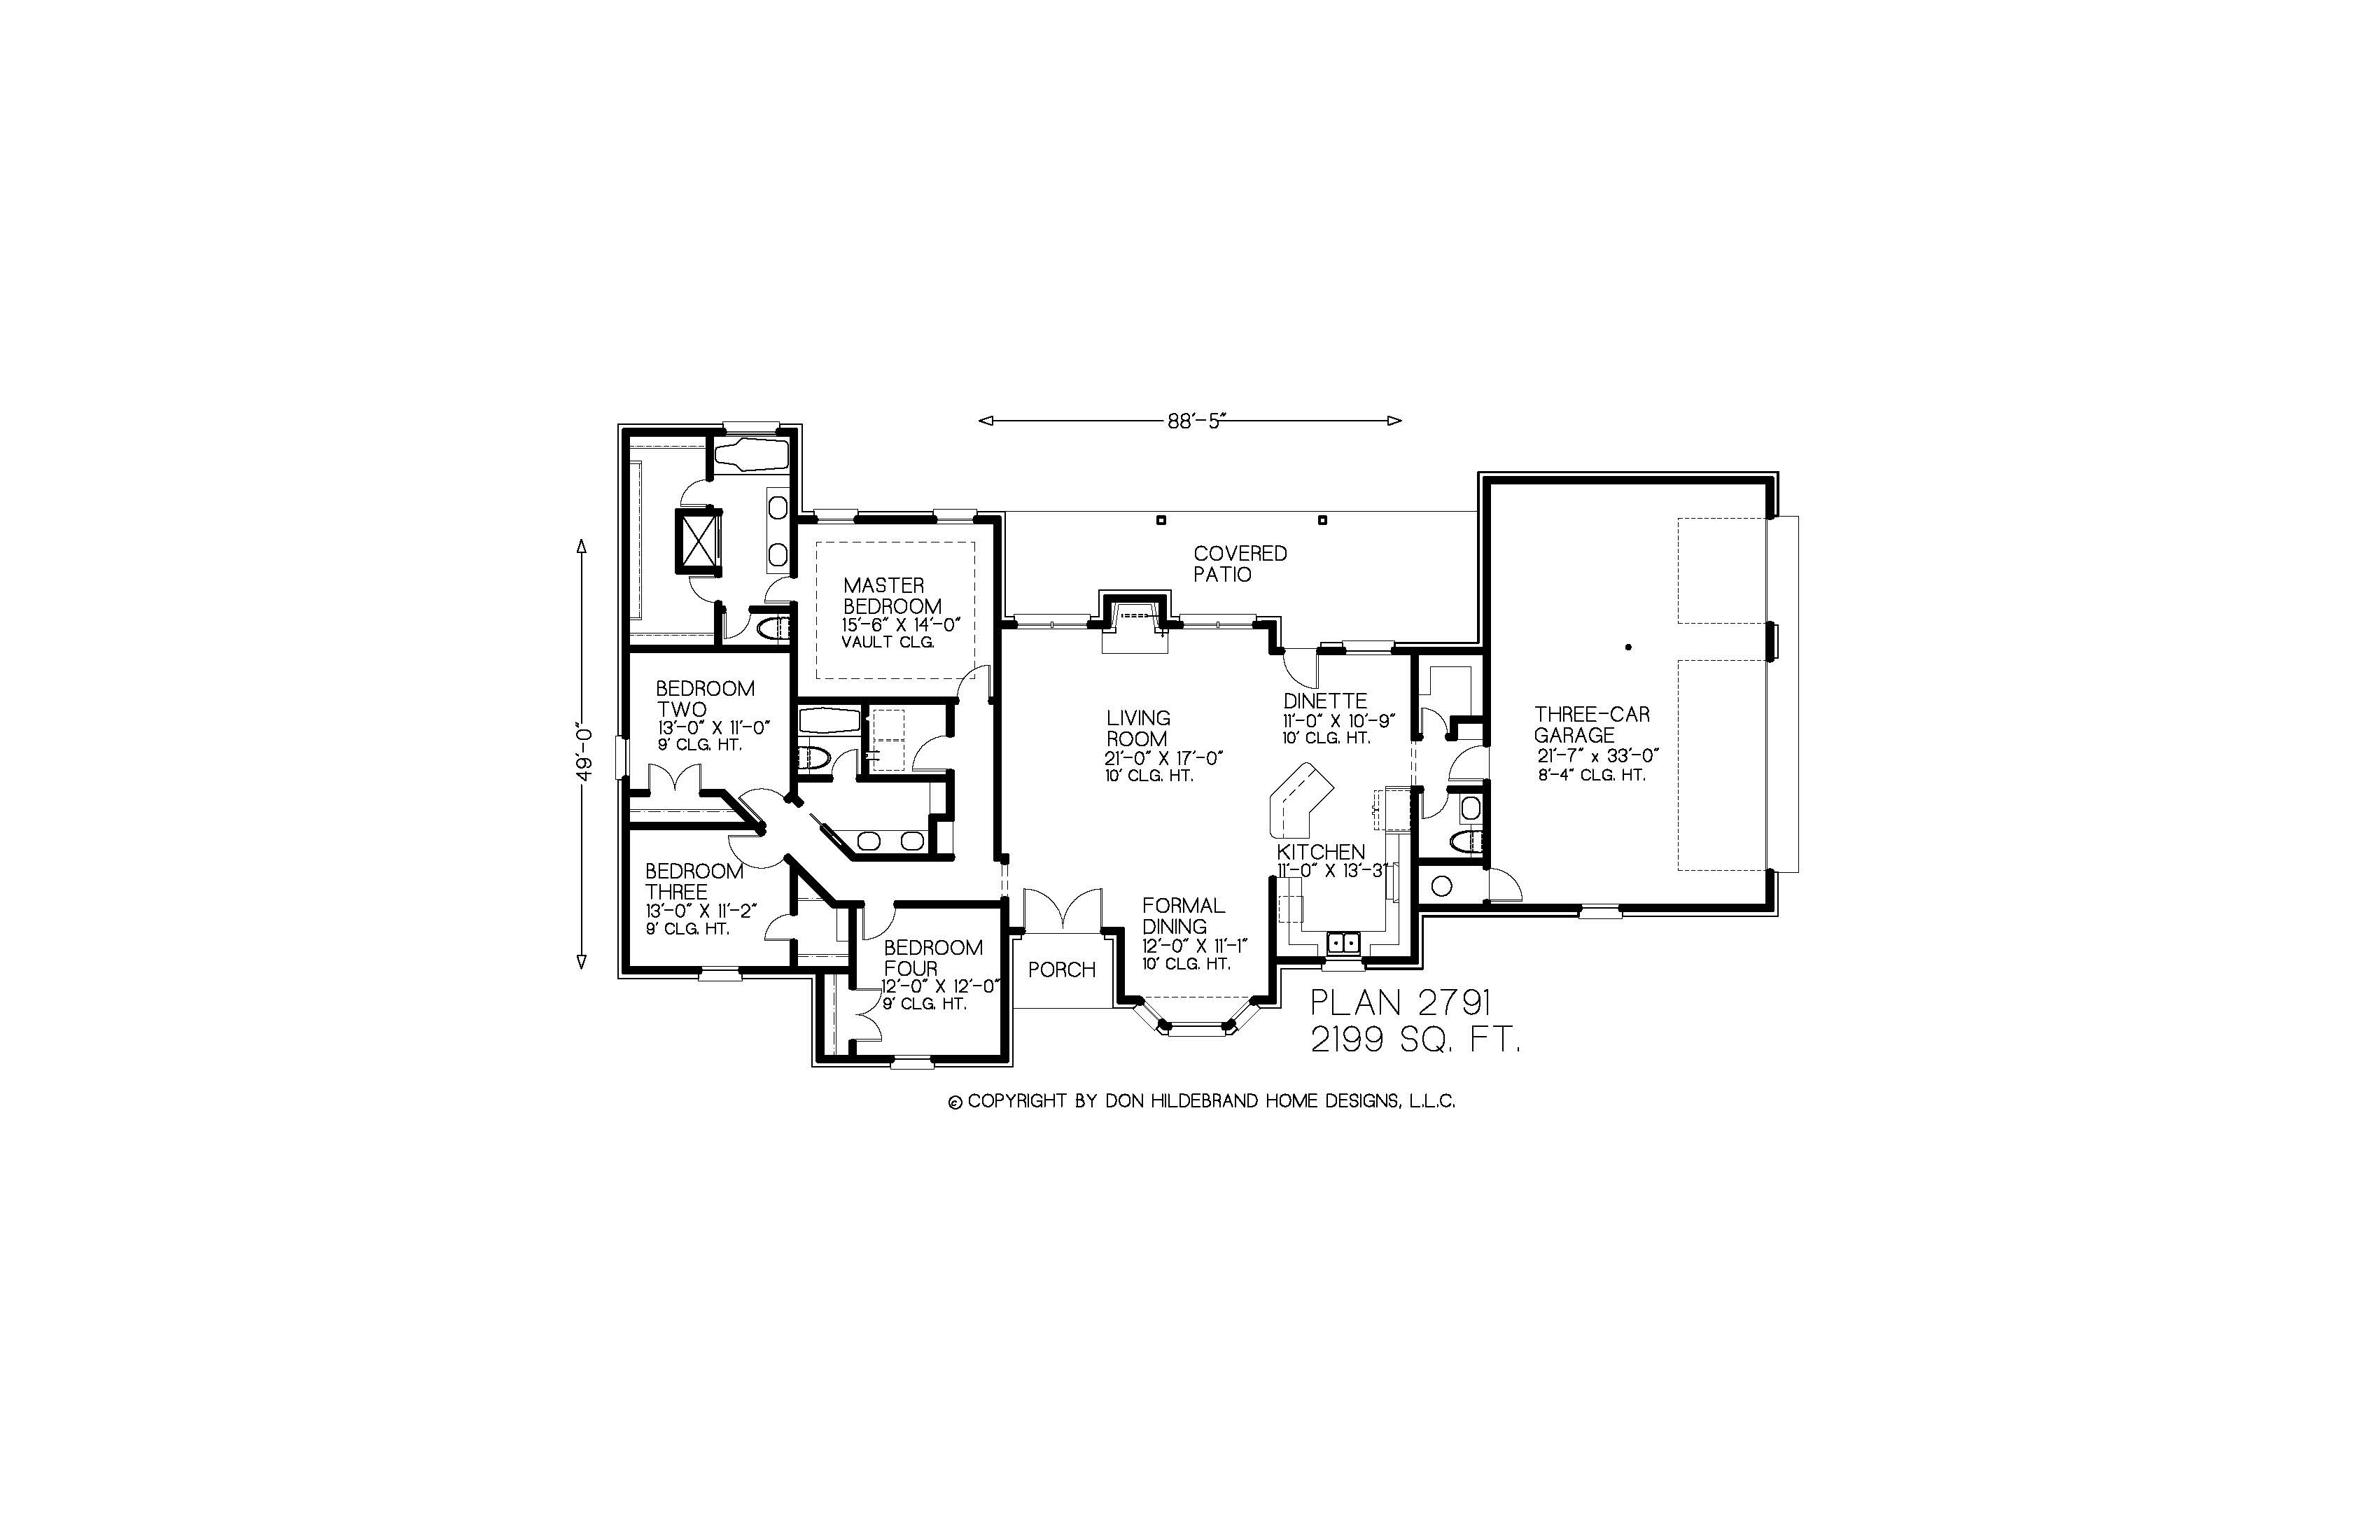 88'-5"
49'-0"
COVERED
PATIO
MASTER
BEDROOM
15'-6" X 14'-0"
VAULT CLG.
BEDROOM
TWO
13'-0" X 11'-0"
9' CLG. HT.
LIVING
ROOM
21'-0" X 17'-0"
10' CLG. HT.
DINETTE
11'-0" X 10'-9"
10' CLG. HT.
THREE-CAR
GARAGE
21'-7" x 33'-0"
8'-4" CLG. HT.
KITCHEN
11'-0" X 13'-3"
BEDROOM
THREE
13'-0" X 11'-2"
9' CLG. HT.
FORMAL
DINING
12'-0" X 11'-1"
10' CLG. HT.
BEDROOM
FOUR
12'-0" X 12'-0"
9' CLG. HT.
PORCH
PLAN 2791
2199 SQ. FT.
© COPYRIGHT BY DON HILDEBRAND HOME DESIGNS, L.L.C.